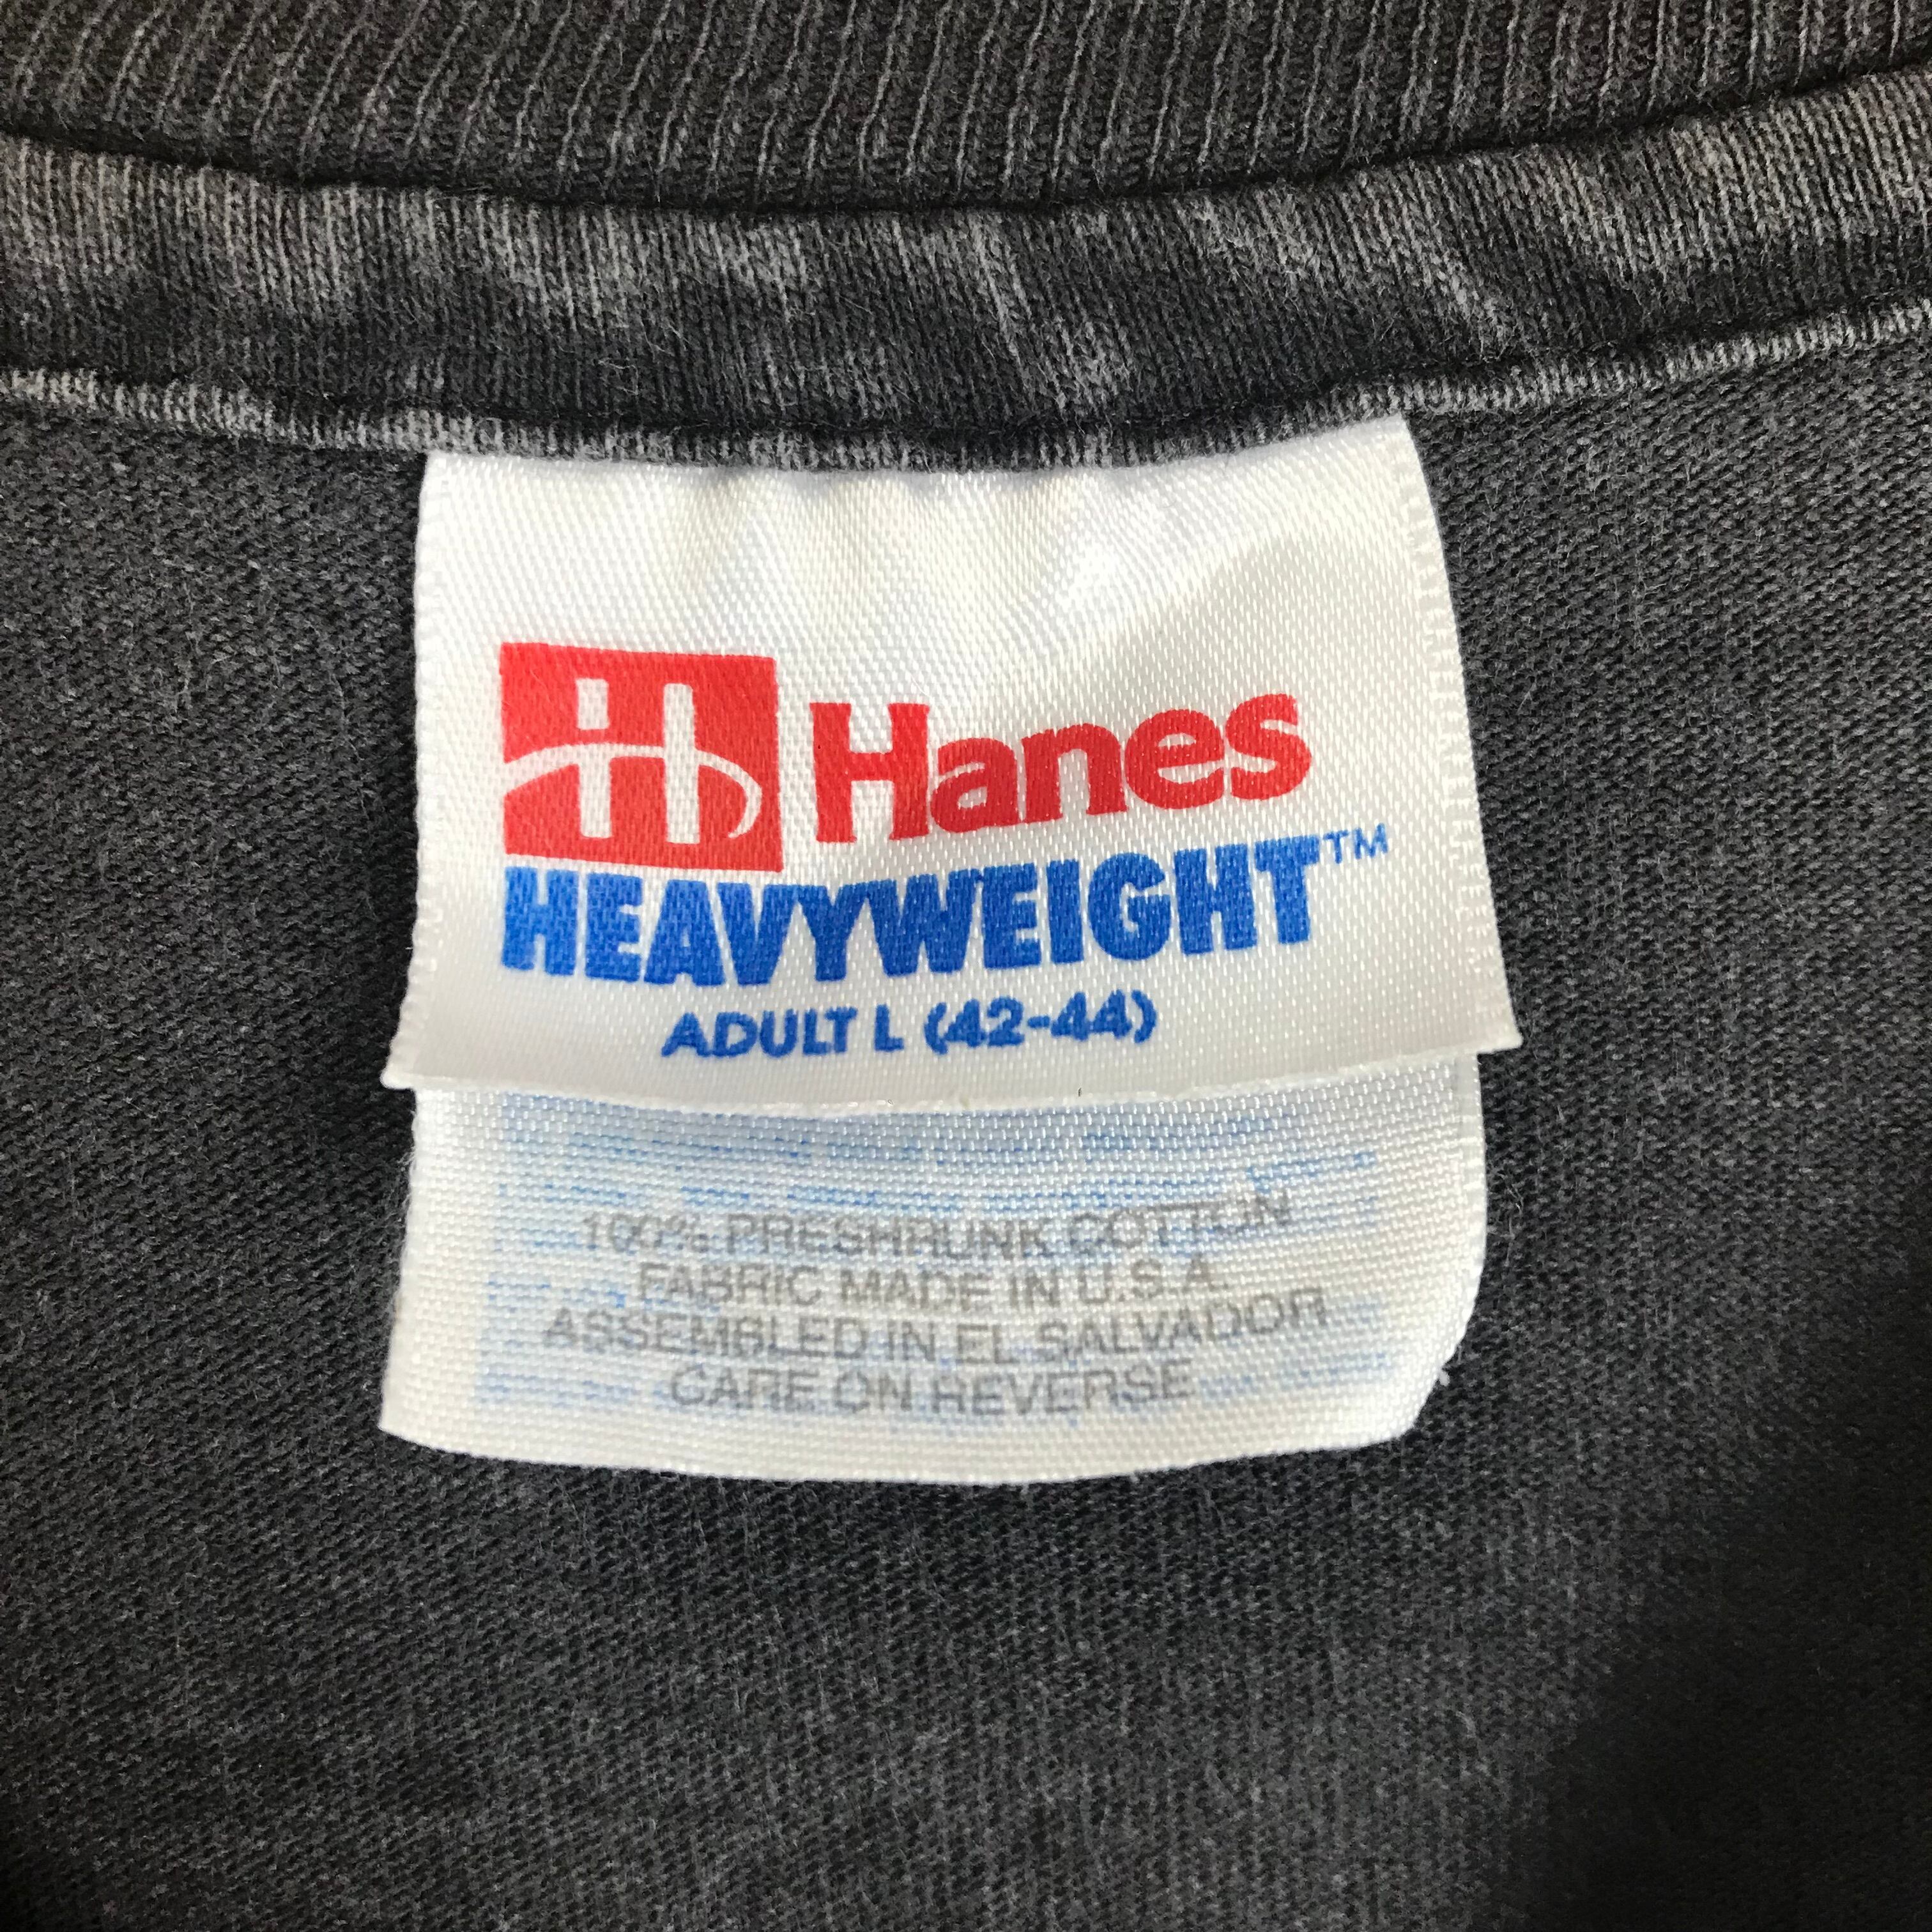 Hanes
HEAVYWEIGHT™
ADULT L (42-44)
100% PRESHRUNK COTTON
FABRIC MADE IN U.S.A.
ASSEMBLED IN EL SALVADOR
CARE ON REVERSE